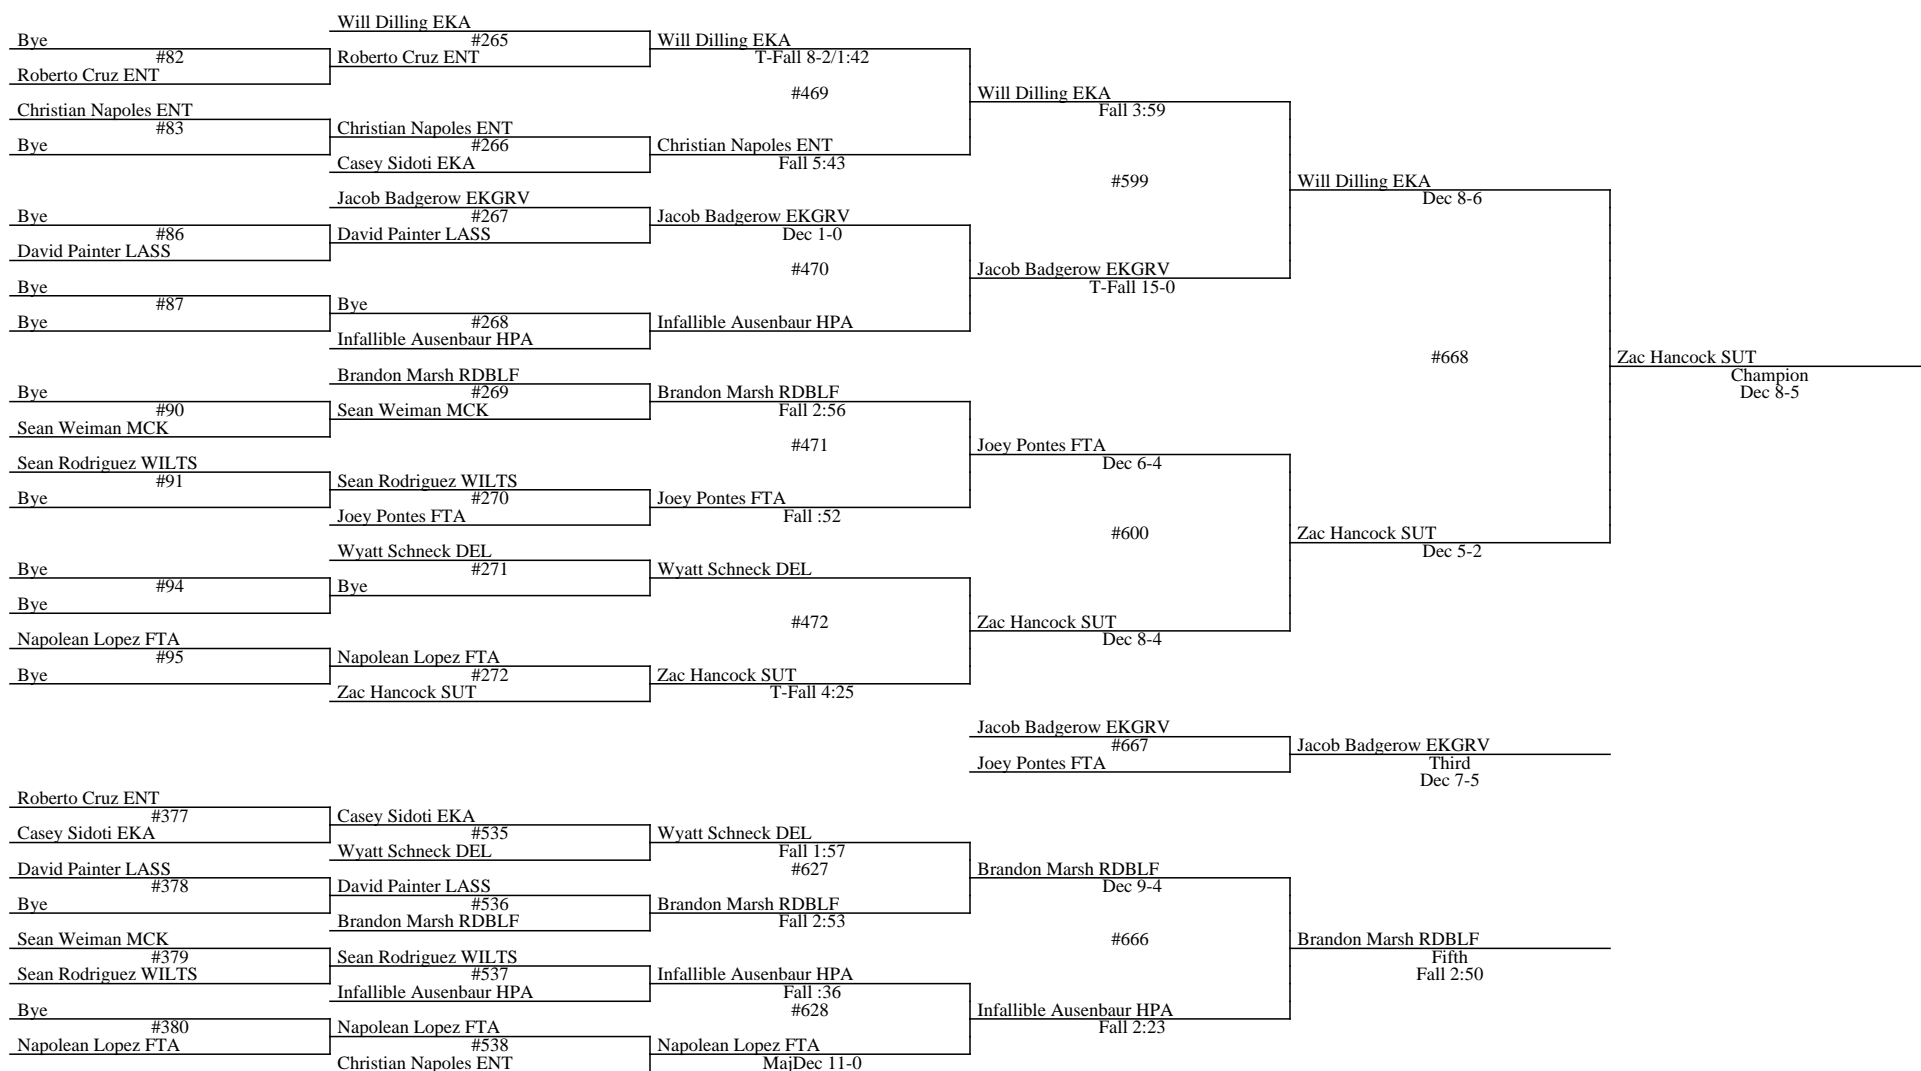 Will Dilling EKA
Bye
#265
Will Dilling EKA
#82
Roberto Cruz ENT
T-Fall 8-2/1:42
Roberto Cruz ENT
#469
Will Dilling EKA
Christian Napoles ENT
Fall 3:59
#83
Christian Napoles ENT
Bye
#266
Christian Napoles ENT
Casey Sidoti EKA
Fall 5:43
#599
Will Dilling EKA
Jacob Badgerow EKGRV
Dec 8-6
Bye
#267
Jacob Badgerow EKGRV
#86
David Painter LASS
Dec 1-0
David Painter LASS
#470
Jacob Badgerow EKGRV
Bye
T-Fall 15-0
#87
Bye
Bye
#268
Infallible Ausenbaur HPA
Infallible Ausenbaur HPA
#668
Zac Hancock SUT
Brandon Marsh RDBLF
Champion
Bye
#269
Brandon Marsh RDBLF
Dec 8-5
#90
Sean Weiman MCK
Fall 2:56
Sean Weiman MCK
#471
Joey Pontes FTA
Sean Rodriguez WILTS
Dec 6-4
#91
Sean Rodriguez WILTS
Bye
#270
Joey Pontes FTA
Joey Pontes FTA
Fall :52
#600
Zac Hancock SUT
Wyatt Schneck DEL
Dec 5-2
Bye
#271
Wyatt Schneck DEL
#94
Bye
Bye
#472
Zac Hancock SUT
Napolean Lopez FTA
Dec 8-4
#95
Napolean Lopez FTA
Bye
#272
Zac Hancock SUT
Zac Hancock SUT
T-Fall 4:25
Jacob Badgerow EKGRV
#667
Jacob Badgerow EKGRV
Joey Pontes FTA
Third
Dec 7-5
Roberto Cruz ENT
#377
Casey Sidoti EKA
Casey Sidoti EKA
#535
Wyatt Schneck DEL
Wyatt Schneck DEL
Fall 1:57
David Painter LASS
#627
Brandon Marsh RDBLF
#378
David Painter LASS
Dec 9-4
Bye
#536
Brandon Marsh RDBLF
Brandon Marsh RDBLF
Fall 2:53
Sean Weiman MCK
#666
Brandon Marsh RDBLF
#379
Sean Rodriguez WILTS
Fifth
Sean Rodriguez WILTS
#537
Infallible Ausenbaur HPA
Fall 2:50
Infallible Ausenbaur HPA
Fall :36
Bye
#628
Infallible Ausenbaur HPA
#380
Napolean Lopez FTA
Fall 2:23
Napolean Lopez FTA
#538
Napolean Lopez FTA
Christian Napoles ENT
MajDec 11-0